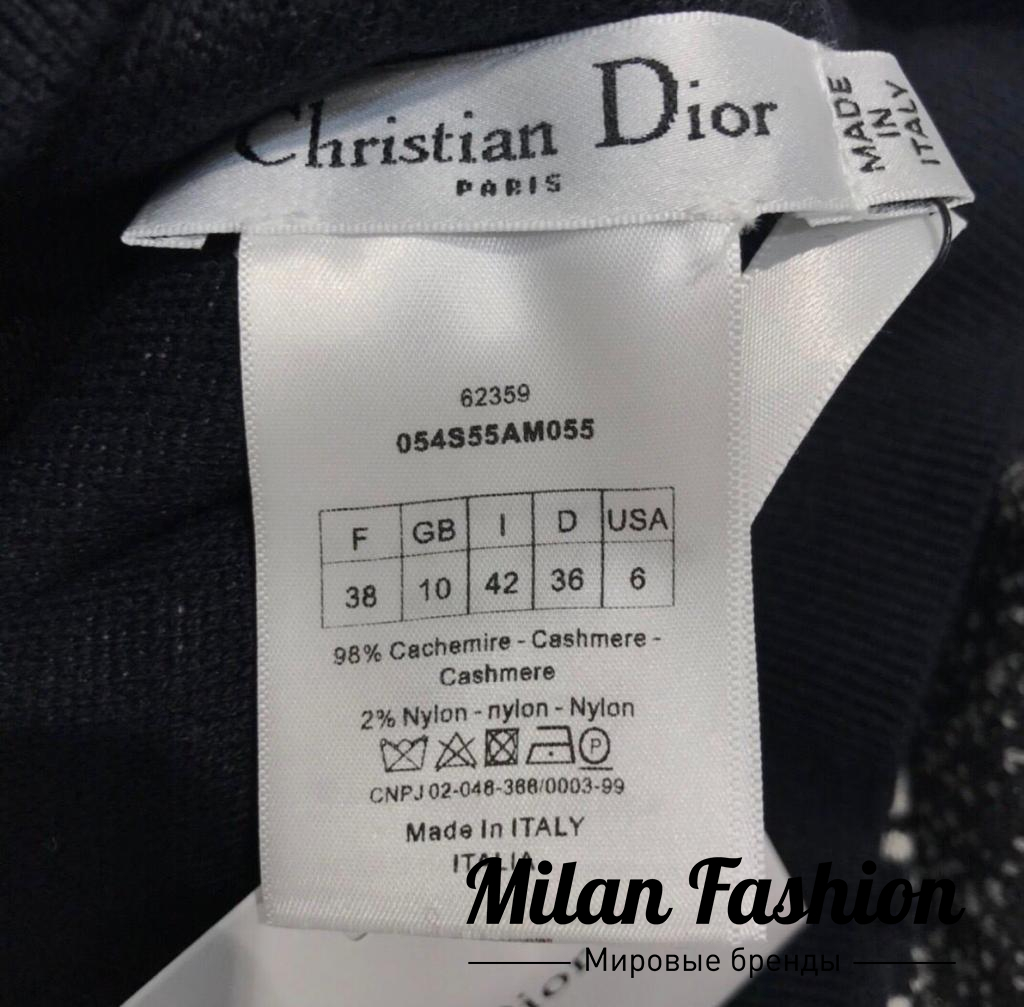 Christian Dior
PARIS
MADE
IN
ITALY
62359
054S55AM055
F GB I D USA
38 10 42 36 6
98% Cachemire - Cashmere -
Cashmere
2% Nylon - nylon - Nylon
P
CNPJ 02-048-366/0003-99
Made In ITALY
ITALIA
Milan Fashion
Мировые бренды